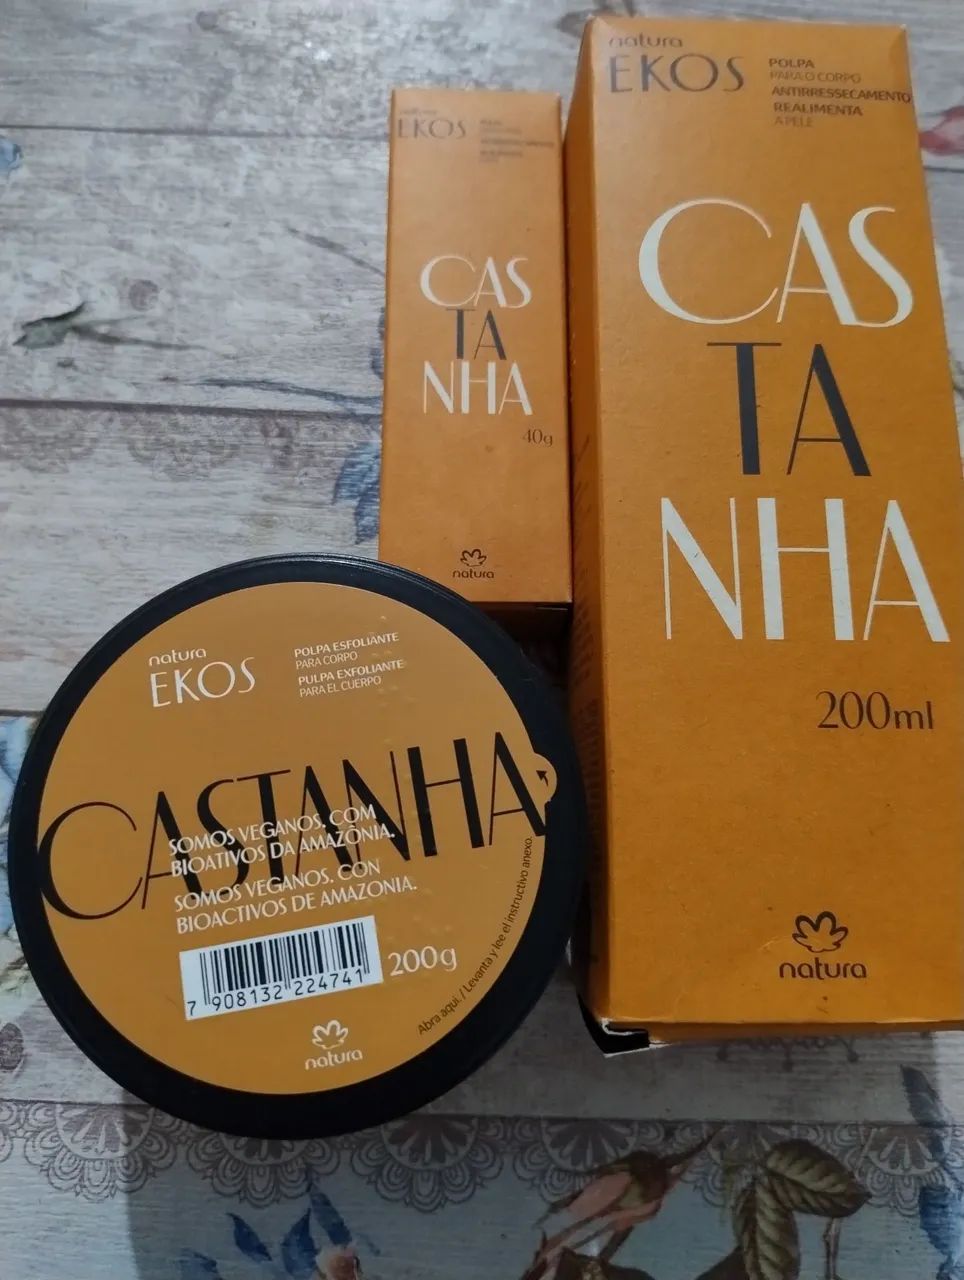 natura
EKOS
CAS
TA
NHA
40g
natura
natura
EKOS
POLPA
PARA O CORPO
ANTIRRESSECAMENTO
REALIMENTA
A PELE
CAS
TA
NHA
200ml
natura
natura
EKOS
POLPA ESFOLIANTE
PARA CORPO
PULPA EXFOLIANTE
PARA EL CUERPO
CASTANHA
SOMOS VEGANOS. COM
BIOATIVOS DA AMAZÔNIA.
SOMOS VEGANOS. CON
BIOACTIVOS DE AMAZONIA.
7 908132 224741
200g
Abra aqui. / Levanta y lee el instructivo anexo.
natura